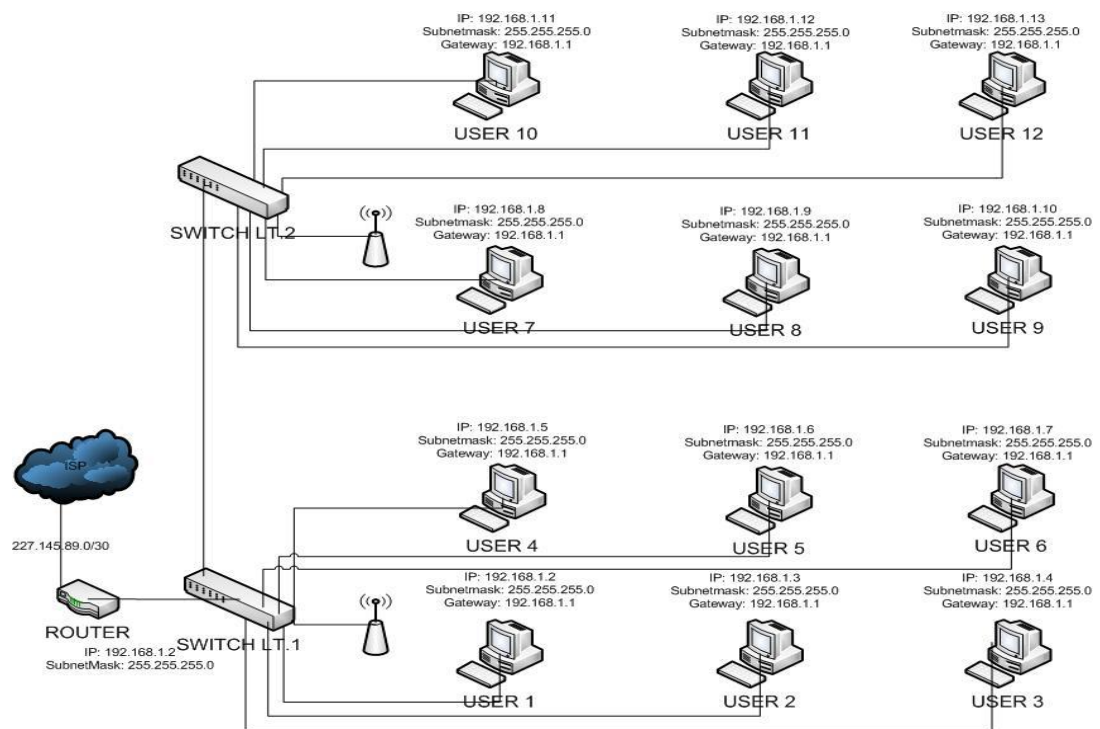 IP: 192.168.1.11
Subnetmask: 255.255.255.0
Gateway: 192.168.1.1
USER 10
IP: 192.168.1.12
Subnetmask: 255.255.255.0
Gateway: 192.168.1.1
USER 11
IP: 192.168.1.13
Subnetmask: 255.255.255.0
Gateway: 192.168.1.1
USER 12
SWITCH LT.2
IP: 192.168.1.8
Subnetmask: 255.255.255.0
Gateway: 192.168.1.1
USER 7
IP: 192.168.1.9
Subnetmask: 255.255.255.0
Gateway: 192.168.1.1
USER 8
IP: 192.168.1.10
Subnetmask: 255.255.255.0
Gateway: 192.168.1.1
USER 9
IP: 192.168.1.5
Subnetmask: 255.255.255.0
Gateway: 192.168.1.1
USER 4
IP: 192.168.1.6
Subnetmask: 255.255.255.0
Gateway: 192.168.1.1
USER 5
IP: 192.168.1.7
Subnetmask: 255.255.255.0
Gateway: 192.168.1.1
USER 6
ISP
227.145.89.0/30
ROUTER
IP: 192.168.1.2
SubnetMask: 255.255.255.0
SWITCH LT.1
IP: 192.168.1.2
Subnetmask: 255.255.255.0
Gateway: 192.168.1.1
USER 1
IP: 192.168.1.3
Subnetmask: 255.255.255.0
Gateway: 192.168.1.1
USER 2
IP: 192.168.1.4
Subnetmask: 255.255.255.0
Gateway: 192.168.1.1
USER 3